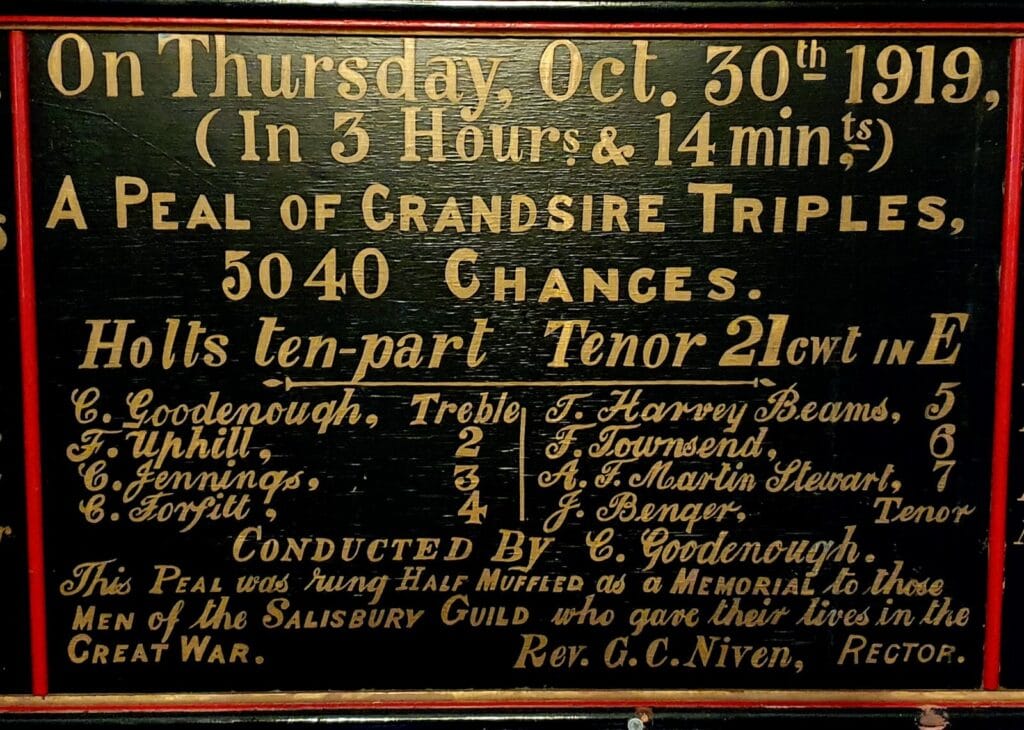 On Thursday, Oct. 30th 1919,
(In 3 Hours & 14 min.ts)
A PEAL OF GRANDSIRE TRIPLES,
5040 CHANGES.
Holts ten-part Tenor 21cwt IN E
C. Goodenough, Treble
F. Uphill, 2
C. Jennings, 3
C. Forfitt, 4
T. Harvey Beams, 5
F. Townsend, 6
A. F. Martin Stewart, 7
J. Benger, Tenor
CONDUCTED By C. Goodenough.
This PEAL was rung HALF MUFFLED as a MEMORIAL to those
MEN of the SALISBURY GUILD who gave their lives in the
GREAT WAR. Rev. G. C. Niven, RECTOR.